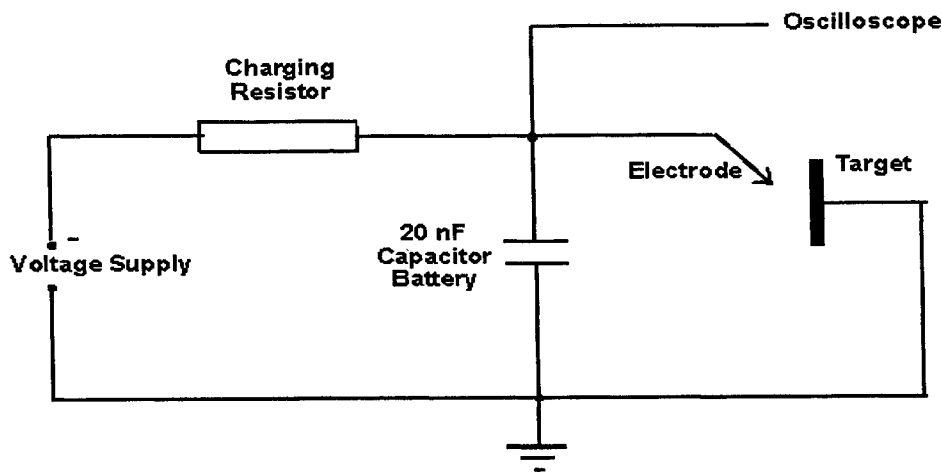 Oscilloscope
Charging
Resistor
Electrode
Target
-
Voltage Supply
20 nF
Capacitor
Battery